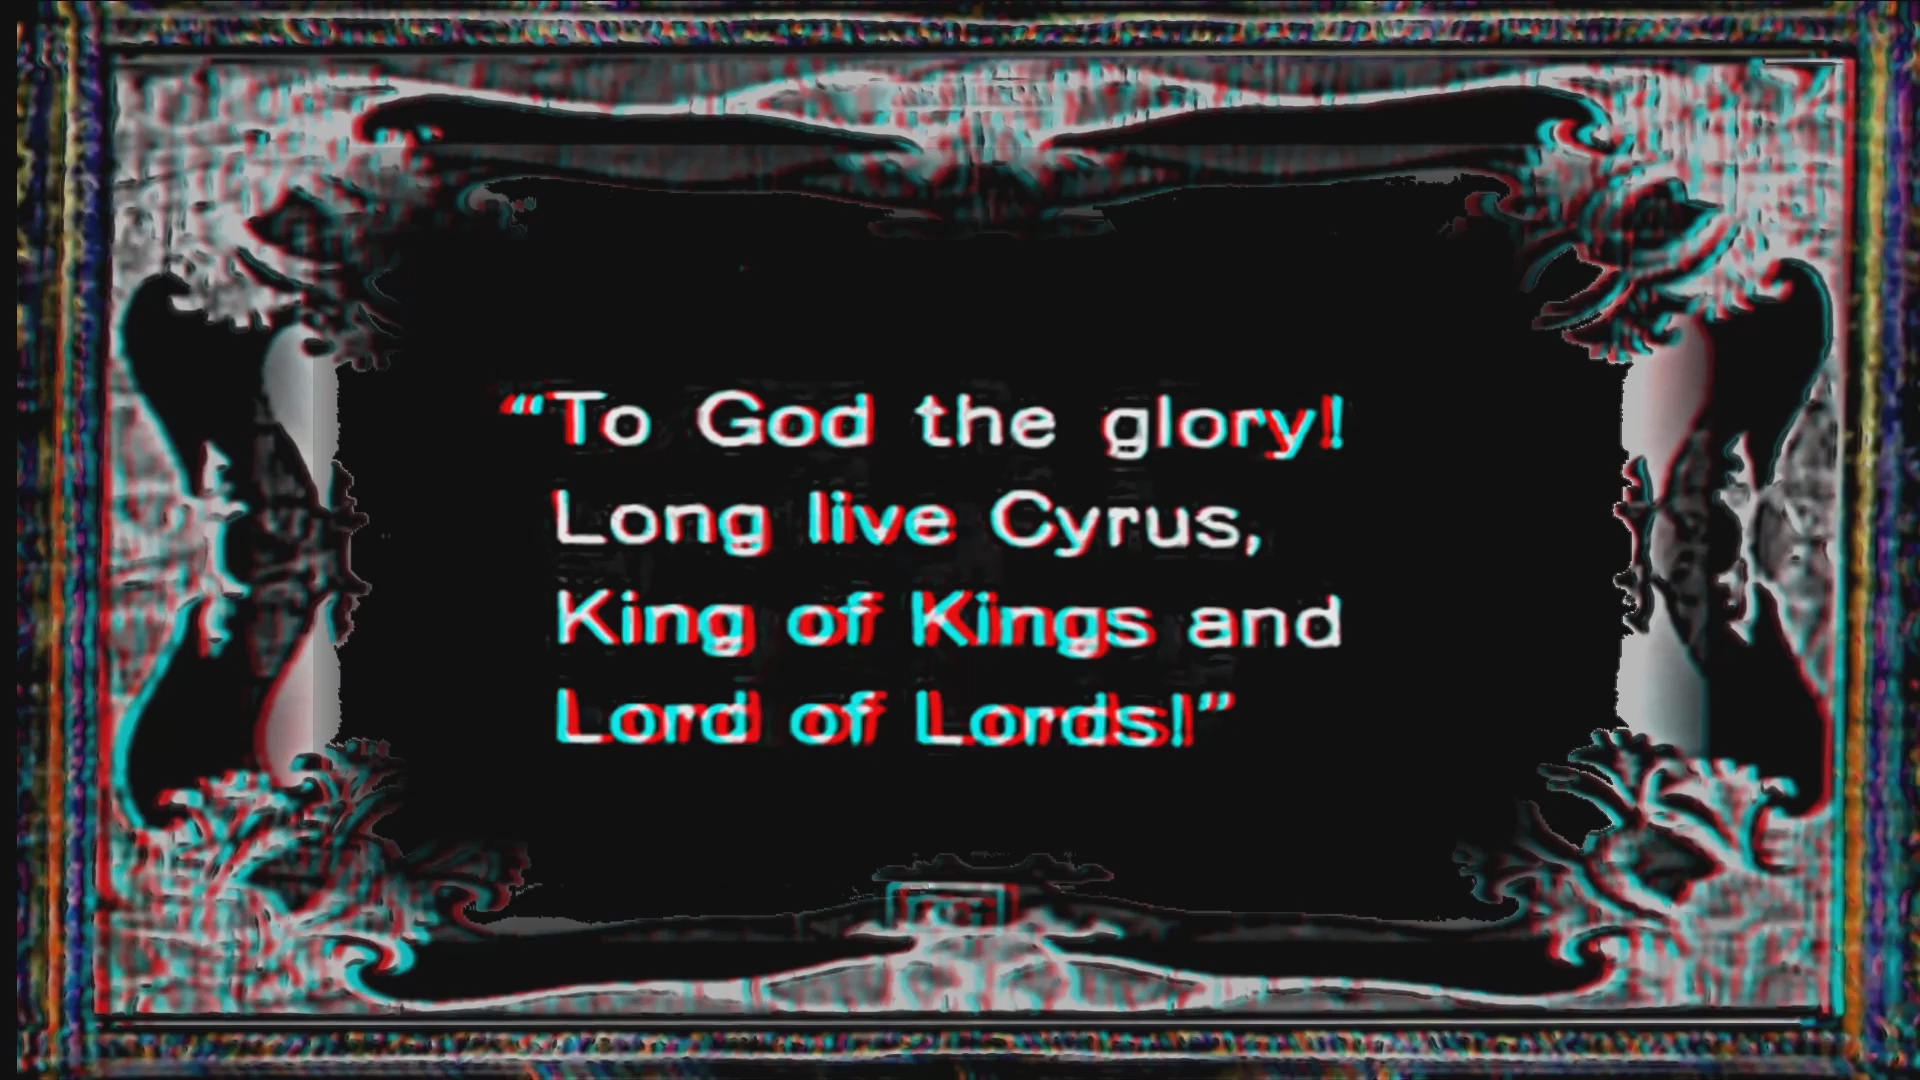 “To God the glory!
Long live Cyrus,
King of Kings and
Lord of Lords!”